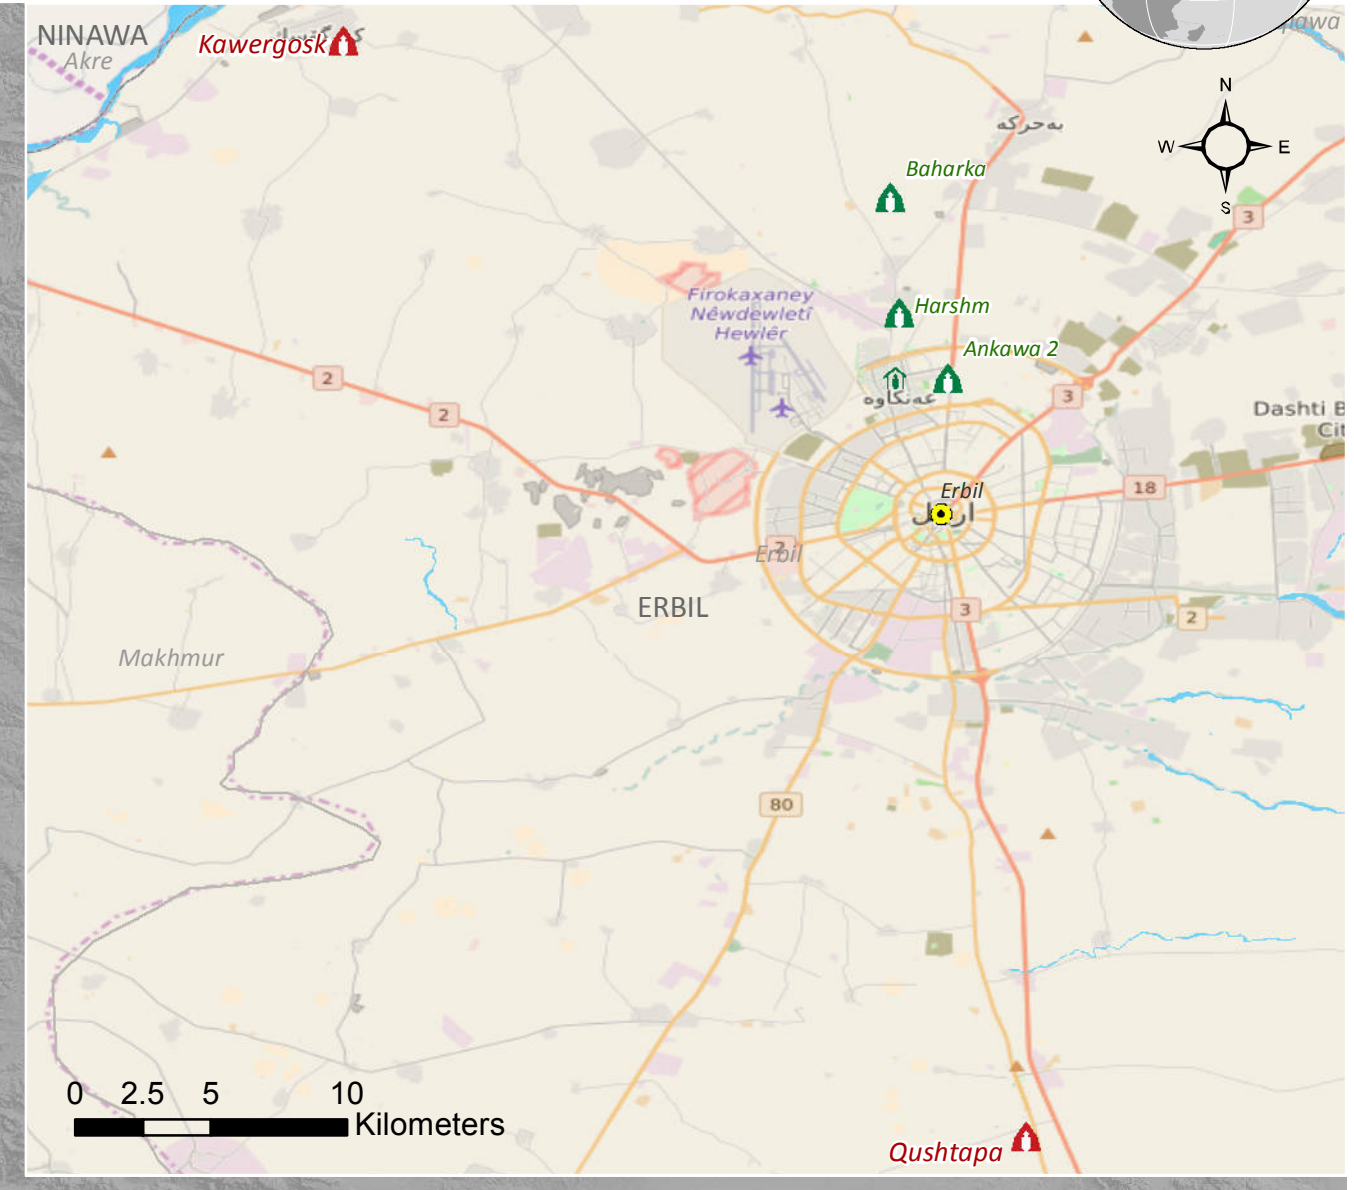 NINAWA
Akre
Kawergosk
N
W
E
S
بەحرکە
Baharka
3
Firokaxaney
Nêwdewletî
Hewlêr
Harshm
Ankawa 2
2
3
2
عەنکاوە
Dashti B
Cit
18
Erbil
2
Erbil
ERBIL
3
2
Makhmur
80
0 2.5 5 10
Kilometers
Qushtapa